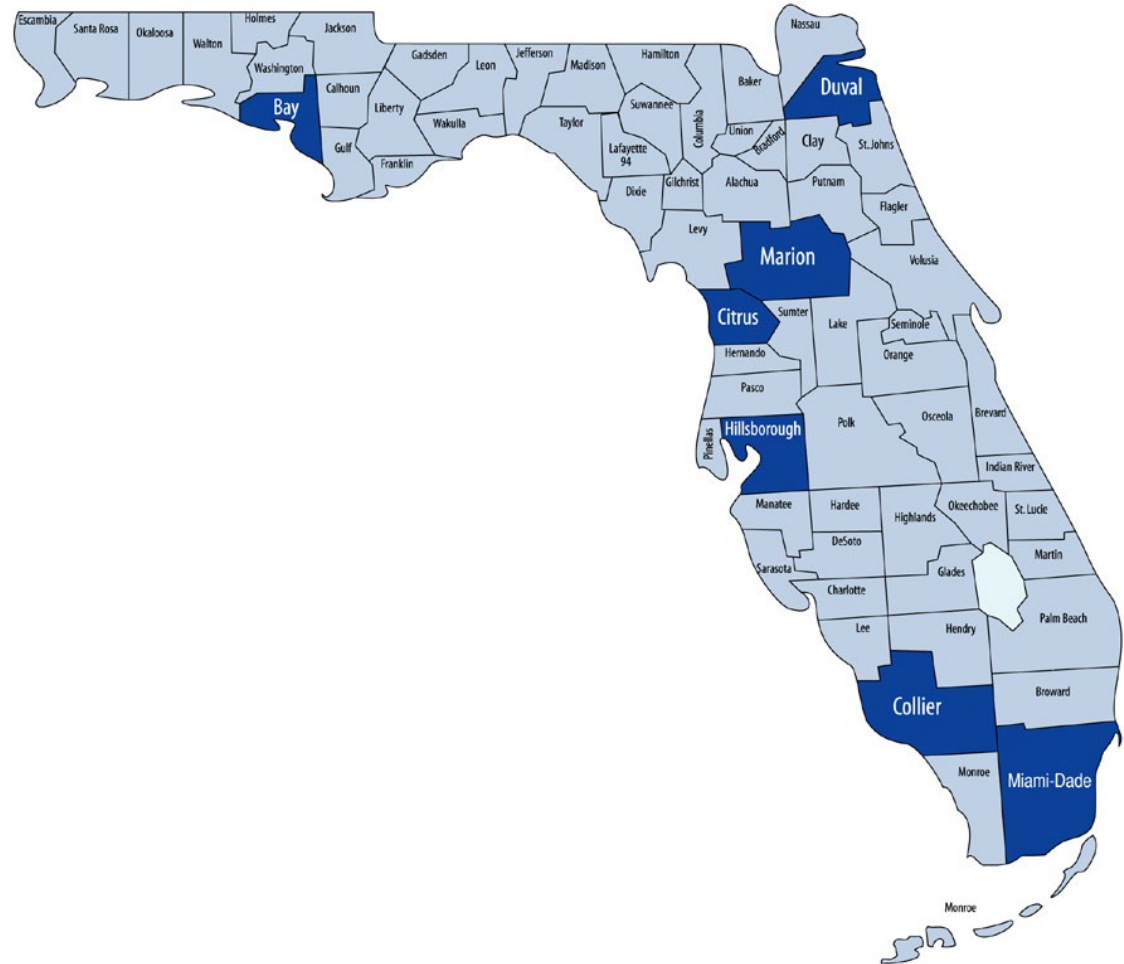 Escambia
Santa Rosa
Okaloosa
Walton
Holmes
Jackson
Washington
Bay
Calhoun
Gulf
Liberty
Gadsden
Leon
Wakulla
Franklin
Jefferson
Madison
Taylor
Hamilton
Suwannee
Lafayette
94
Columbia
Dixie
Gilchrist
Baker
Union
Bradford
Nassau
Duval
Clay
St. Johns
Alachua
Putnam
Flagler
Levy
Marion
Volusia
Citrus
Sumter
Lake
Seminole
Orange
Hernando
Pasco
Pinellas
Hillsborough
Polk
Osceola
Brevard
Indian River
Manatee
Hardee
Highlands
Okeechobee
St. Lucie
DeSoto
Sarasota
Martin
Glades
Charlotte
Lee
Hendry
Palm Beach
Collier
Broward
Monroe
Miami-Dade
Monroe